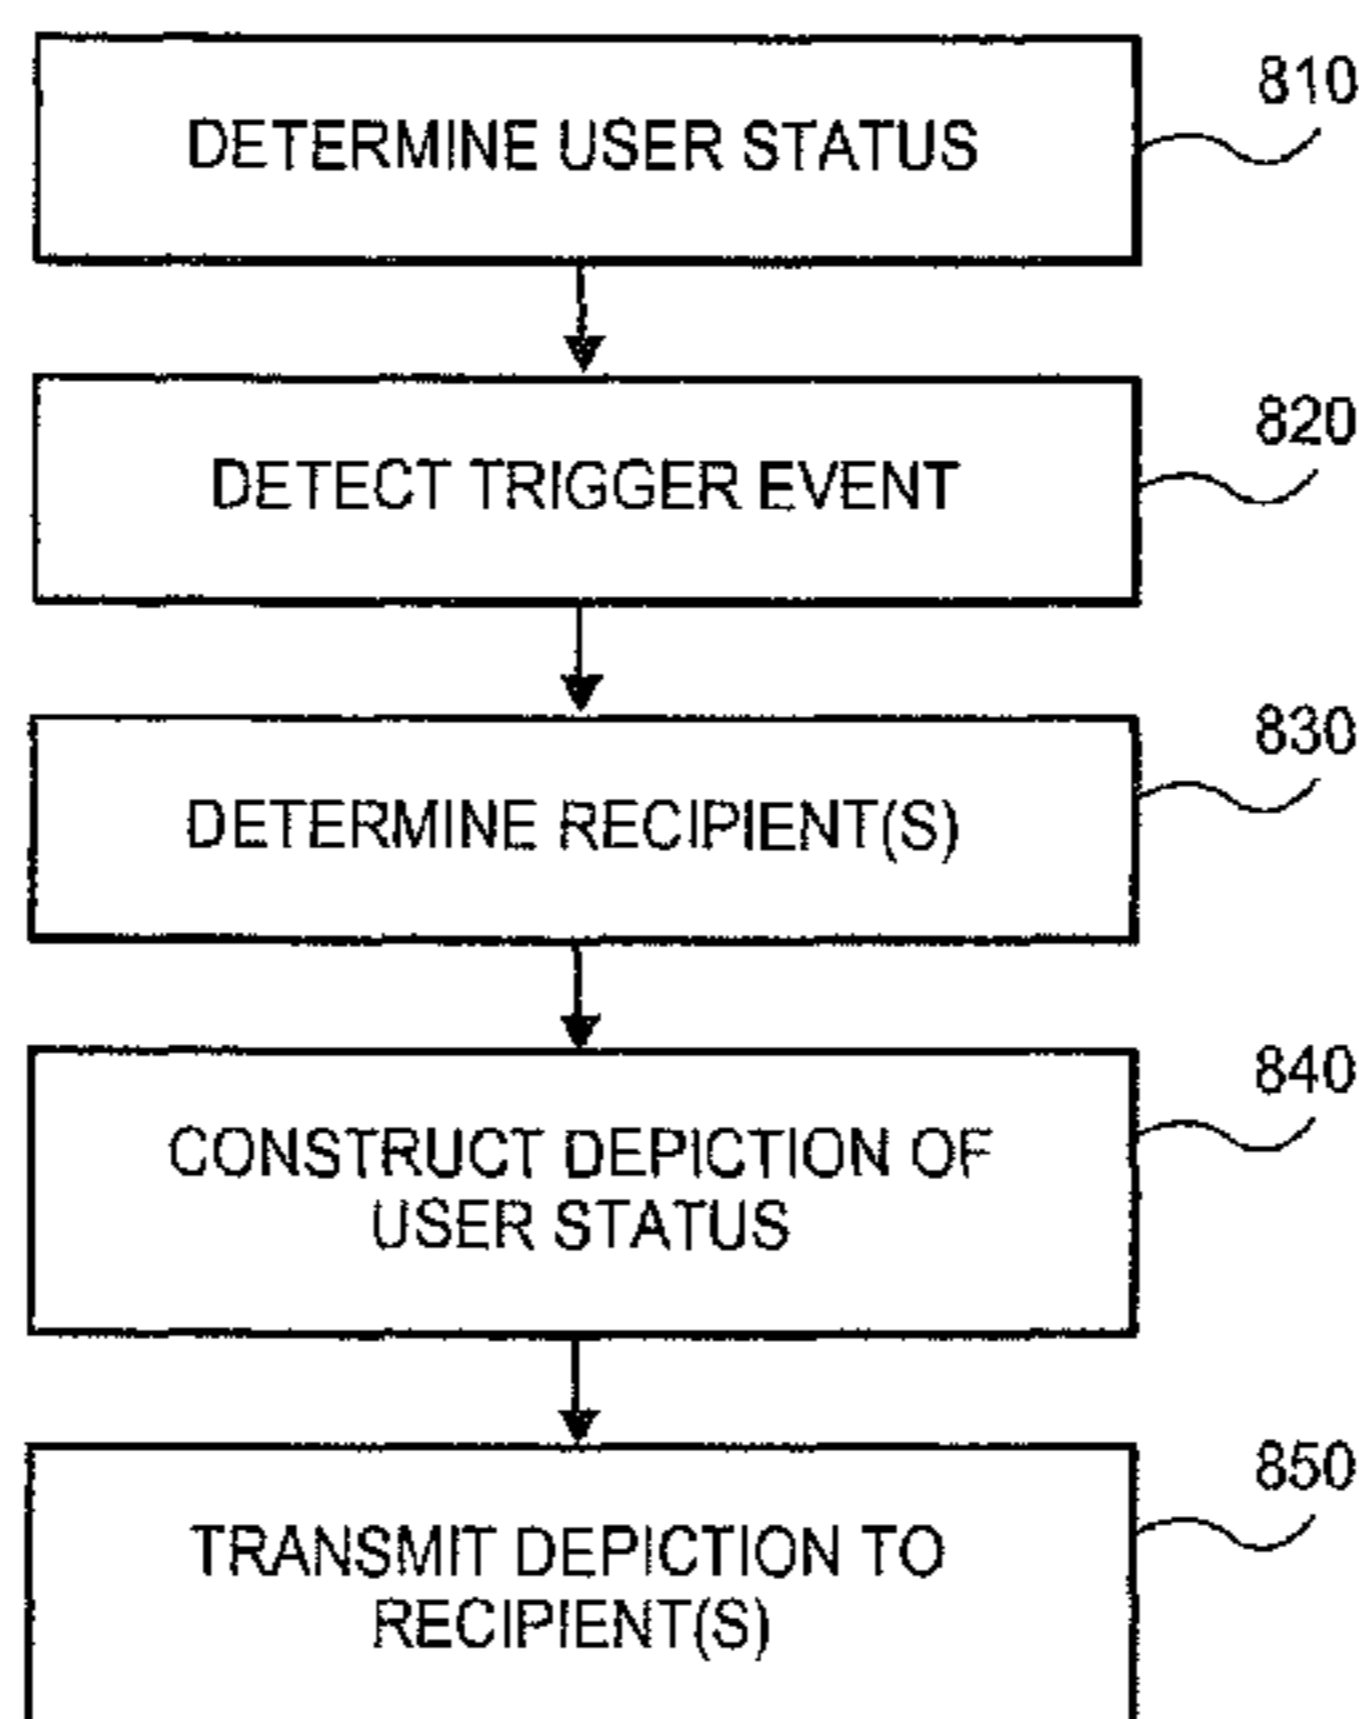 810
DETERMINE USER STATUS
820
DETECT TRIGGER EVENT
830
DETERMINE RECIPIENT(S)
840
CONSTRUCT DEPICTION OF
USER STATUS
850
TRANSMIT DEPICTION TO
RECIPIENT(S)